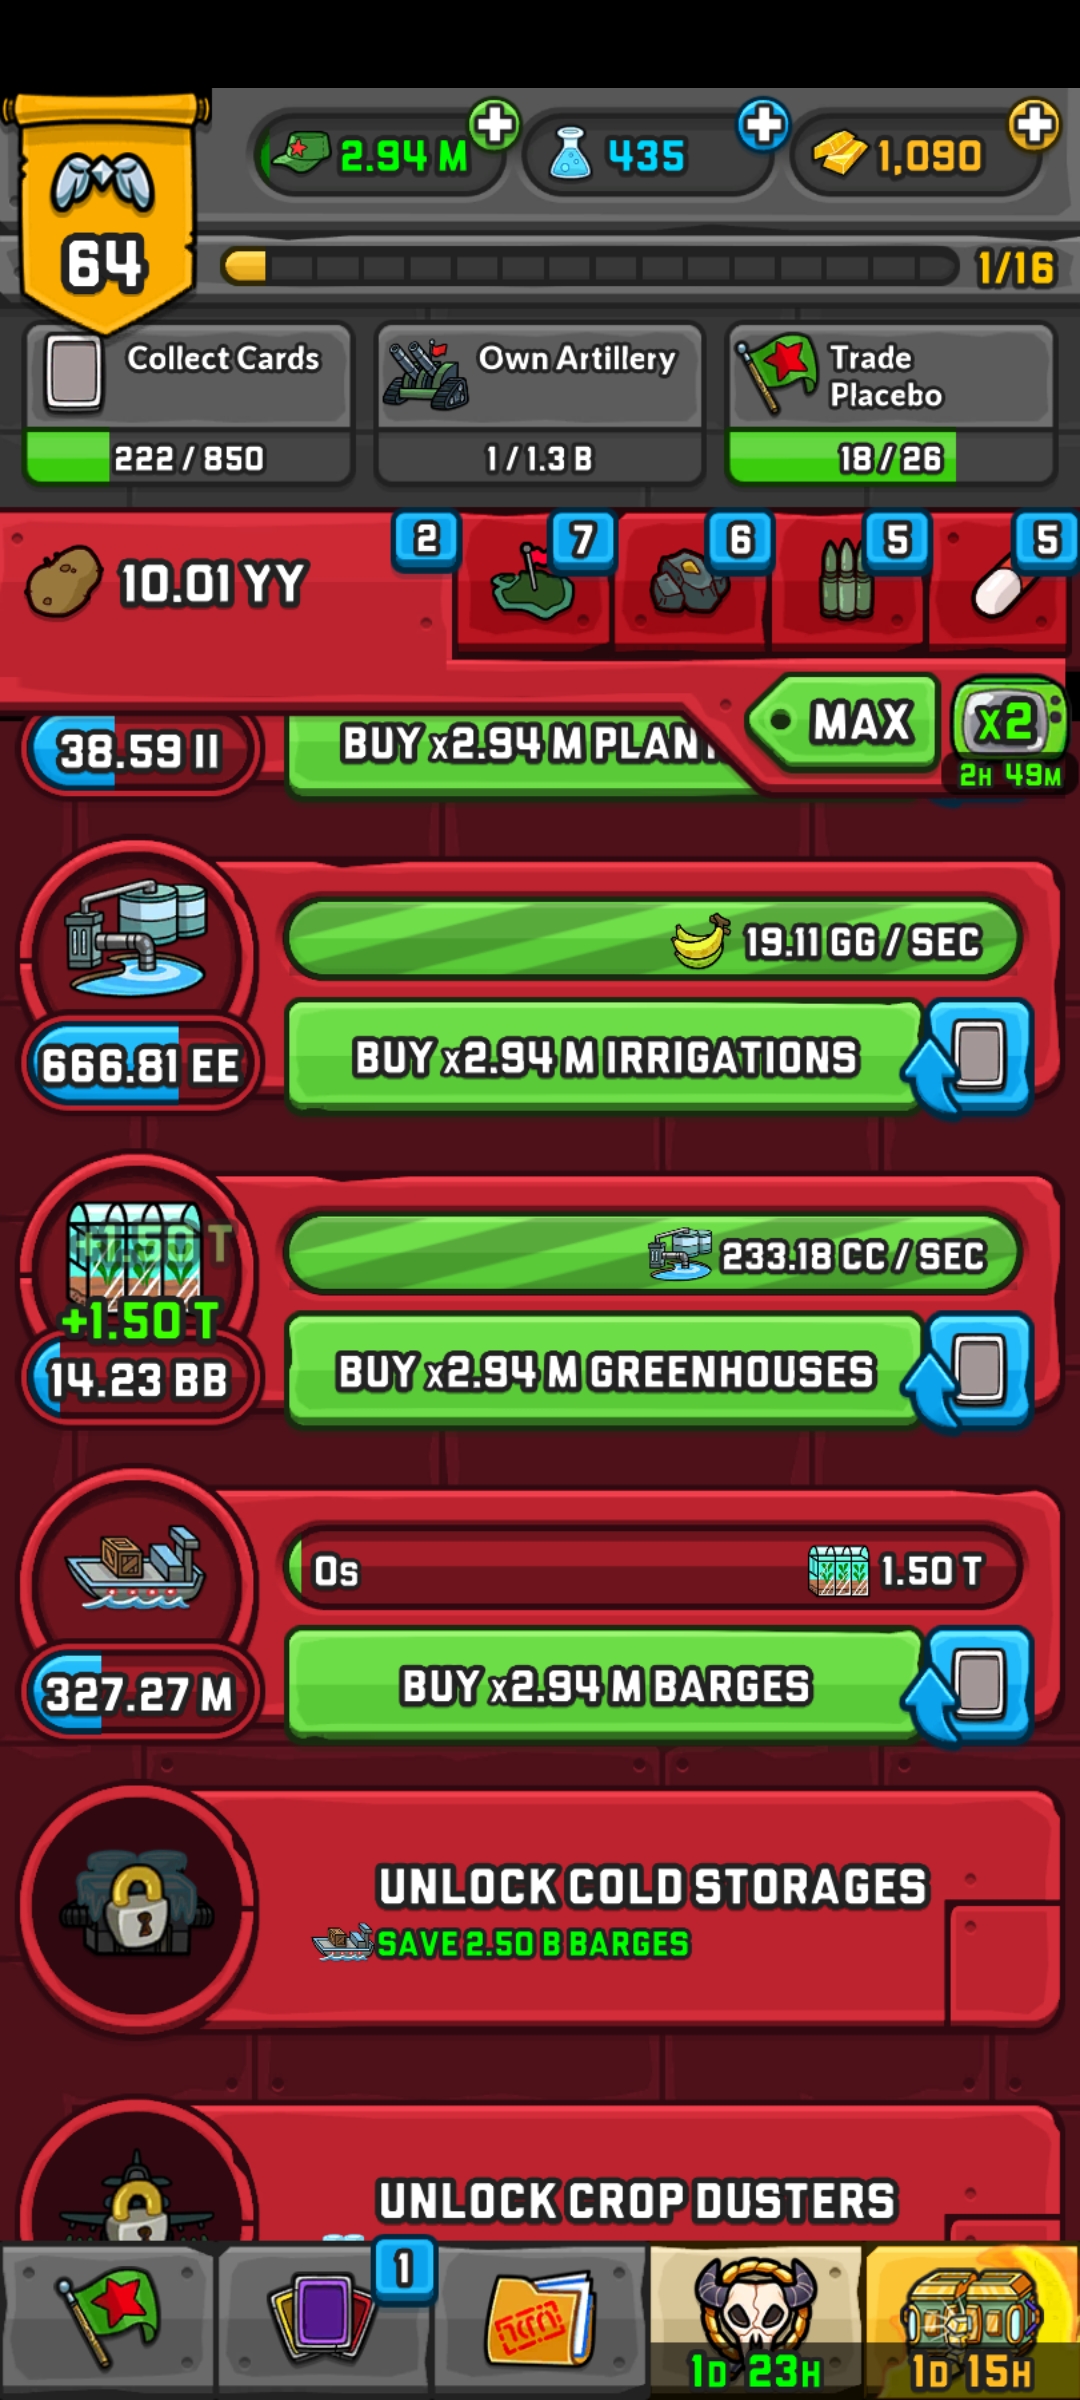 2.94 M
435
1,090
64
1/16
Collect Cards
222 / 850
Own Artillery
1 / 1.3 B
Trade
Placebo
18 / 26
10.01 YY
2
7
6
5
5
MAX
x2
2H 49M
38.59 II
BUY x2.94 M PLANT
19.11 GG / SEC
666.81 EE
BUY x2.94 M IRRIGATIONS
+1.50 T
+1.50 T
233.18 CC / SEC
14.23 BB
BUY x2.94 M GREENHOUSES
0s
1.50 T
327.27 M
BUY x2.94 M BARGES
UNLOCK COLD STORAGES
SAVE 2.50 B BARGES
UNLOCK CROP DUSTERS
1
1D 23H
1D 15H